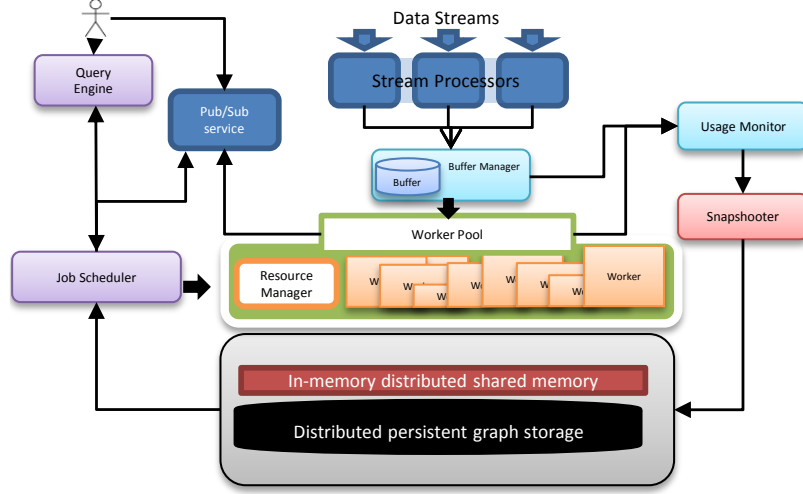 Data Streams
Query
Engine
Stream Processors
Pub/Sub
service
Usage Monitor
Buffer Manager
Buffer
Snapshooter
Worker Pool
Job Scheduler
Resource
Manager
Worker
In-memory distributed shared memory
Distributed persistent graph storage